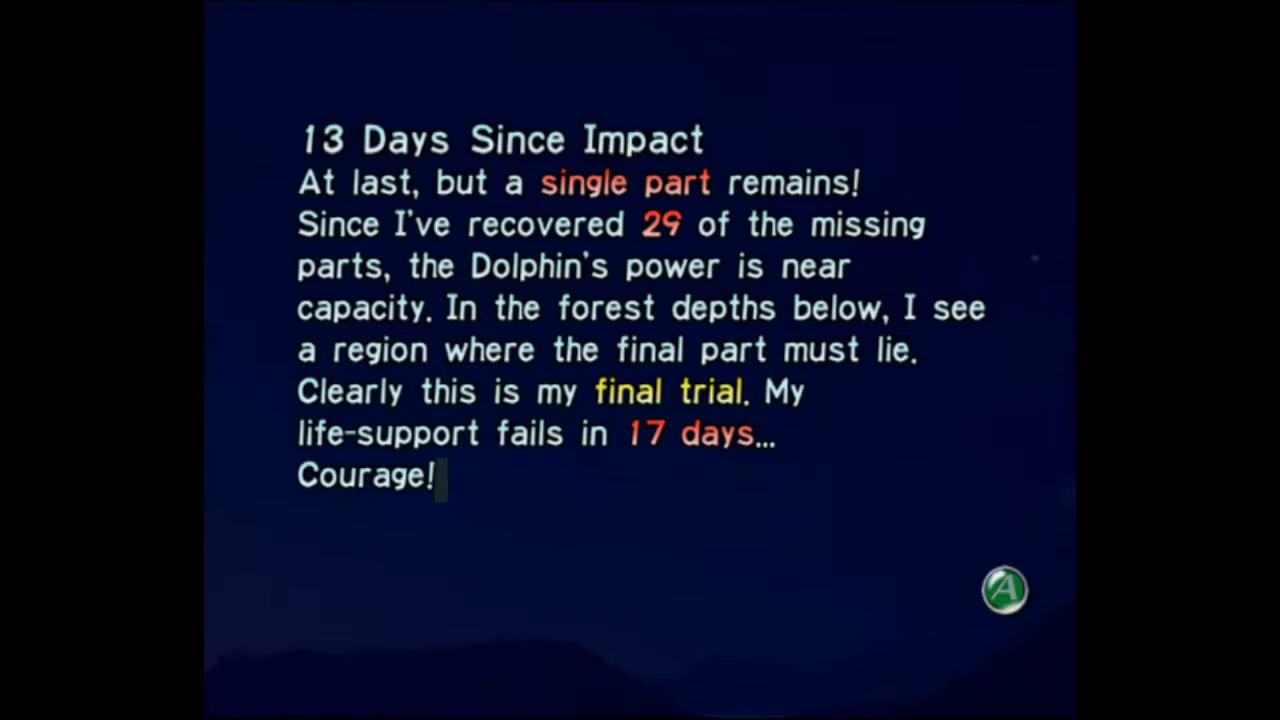 13 Days Since Impact
At last, but a single part remains!
Since I've recovered 29 of the missing
parts, the Dolphin's power is near
capacity. In the forest depths below, I see
a region where the final part must lie.
Clearly this is my final trial. My
life-support fails in 17 days...
Courage!
A